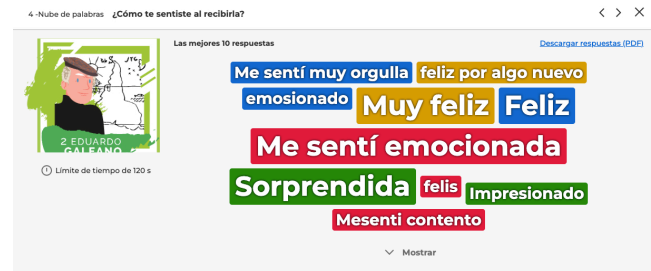 4 -Nube de palabras ¿Cómo te sentiste al recibirla?
Las mejores 10 respuestas
Descargar respuestas (PDF)
2 EDUARDO
GALEANO
Límite de tiempo de 120 s
Me sentí muy orgulla feliz por algo nuevo
emosionado Muy feliz Feliz
Me sentí emocionada
Sorprendida felis Impresionado
Mesenti contento
Mostrar